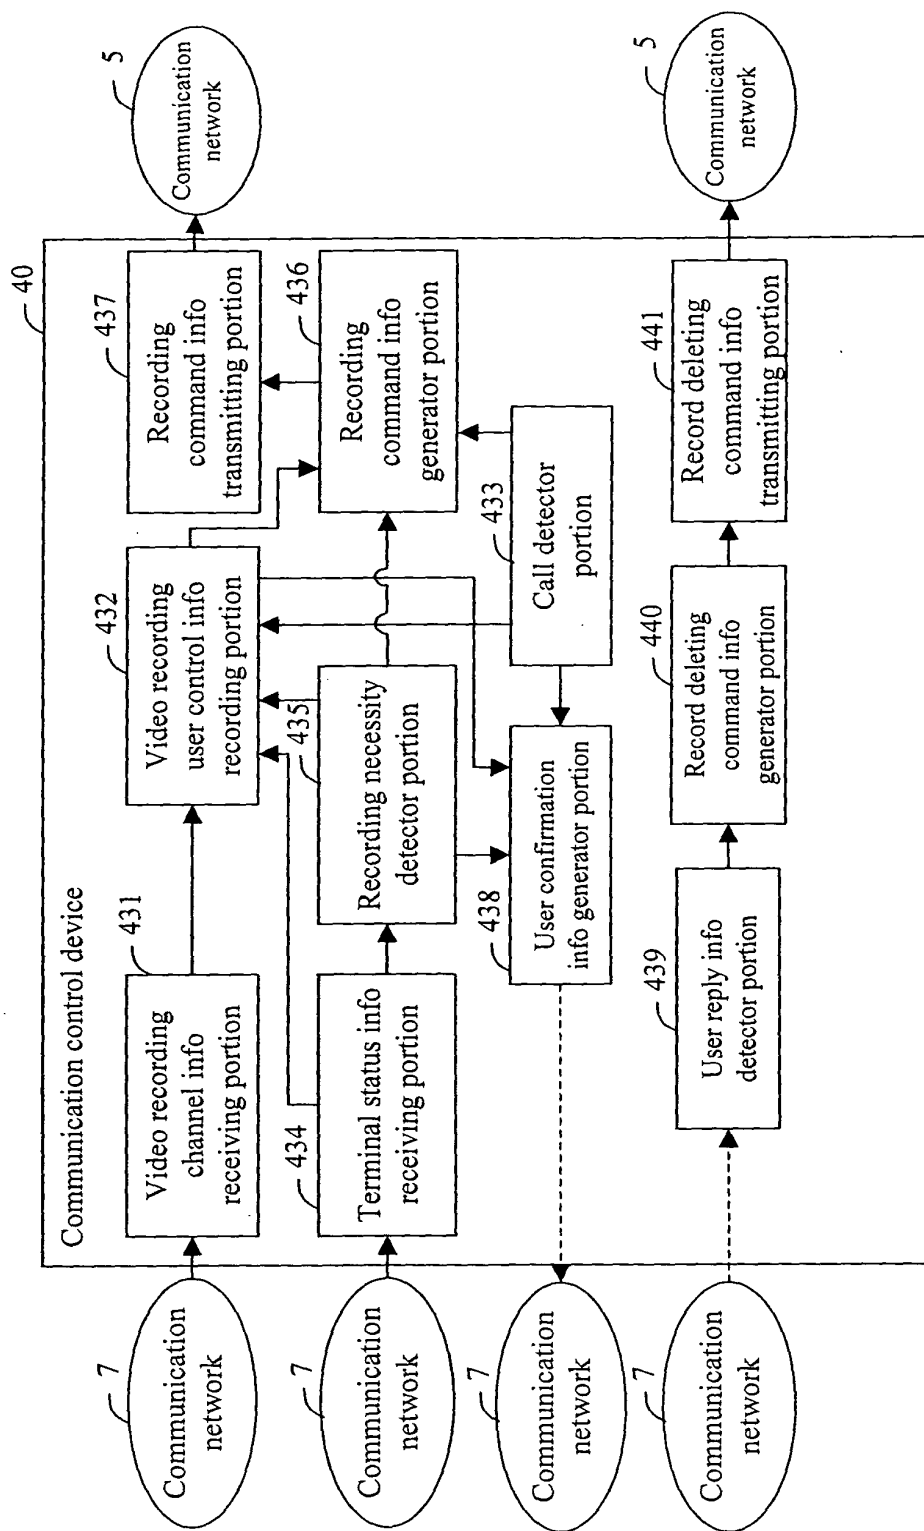 Communication control device
40
7
Communication
network
431
Video recording
channel info
receiving portion
432
Video recording
user control info
recording portion
437
Recording
command info
transmitting portion
5
Communication
network
7
Communication
network
434
Terminal status info
receiving portion
435
Recording necessity
detector portion
436
Recording
command info
generator portion
7
Communication
network
438
User confirmation
info generator portion
433
Call detector
portion
7
Communication
network
439
User reply info
detector portion
440
Record deleting
command info
generator portion
441
Record deleting
command info
transmitting portion
5
Communication
network